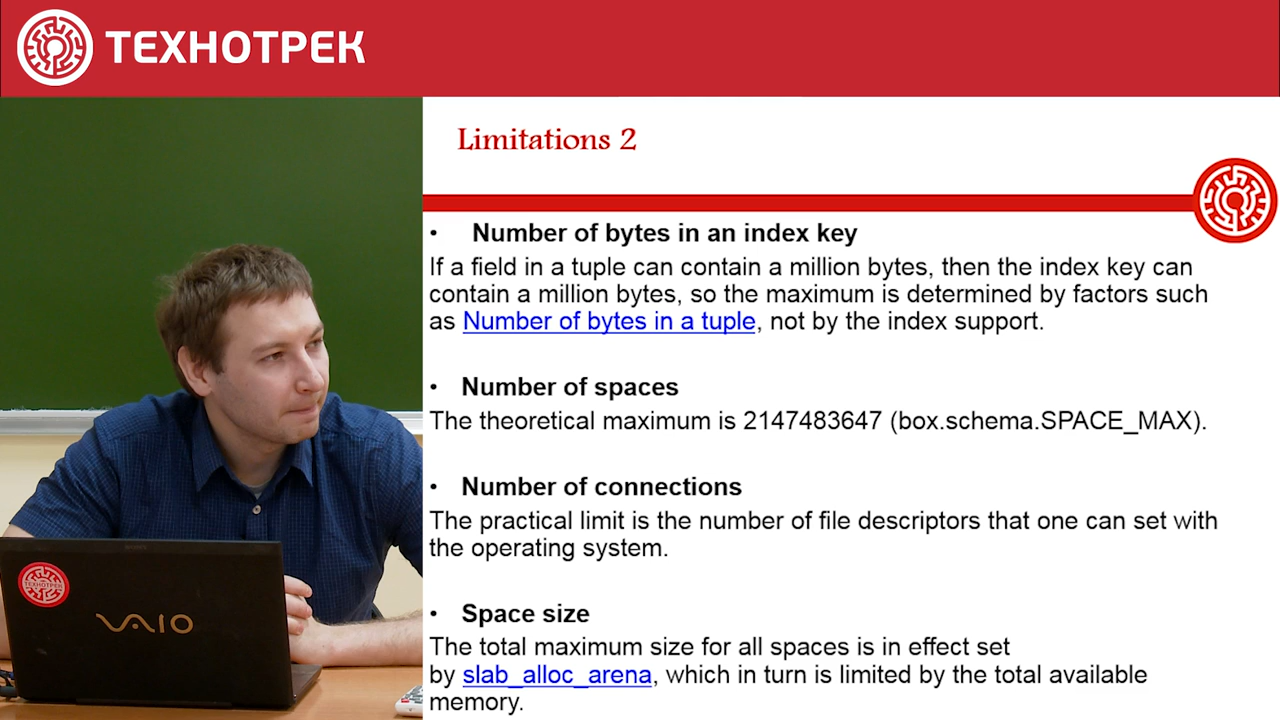 ТЕХНОТРЕК
Limitations 2
• Number of bytes in an index key
If a field in a tuple can contain a million bytes, then the index key can
contain a million bytes, so the maximum is determined by factors such
as Number of bytes in a tuple, not by the index support.
• Number of spaces
The theoretical maximum is 2147483647 (box.schema.SPACE_MAX).
• Number of connections
The practical limit is the number of file descriptors that one can set with
the operating system.
• Space size
The total maximum size for all spaces is in effect set
by slab_alloc_arena, which in turn is limited by the total available
memory.
ТЕХНОТРЕК
VAIO